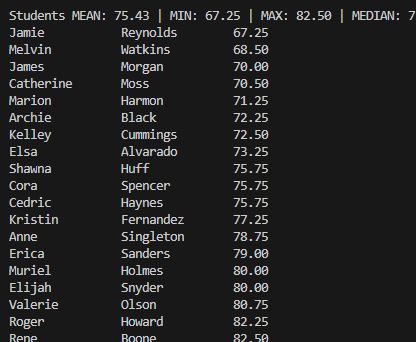 Students MEAN: 75.43 | MIN: 67.25 | MAX: 82.50 | MEDIAN: 7
Jamie Reynolds 67.25
Melvin Watkins 68.50
James Morgan 70.00
Catherine Moss 70.50
Marion Harmon 71.25
Archie Black 72.25
Kelley Cummings 72.50
Elsa Alvarado 73.25
Shawna Huff 75.75
Cora Spencer 75.75
Cedric Haynes 75.75
Kristin Fernandez 77.25
Anne Singleton 78.75
Erica Sanders 79.00
Muriel Holmes 80.00
Elijah Snyder 80.00
Valerie Olson 80.75
Roger Howard 82.25
Rene Boone 82.50